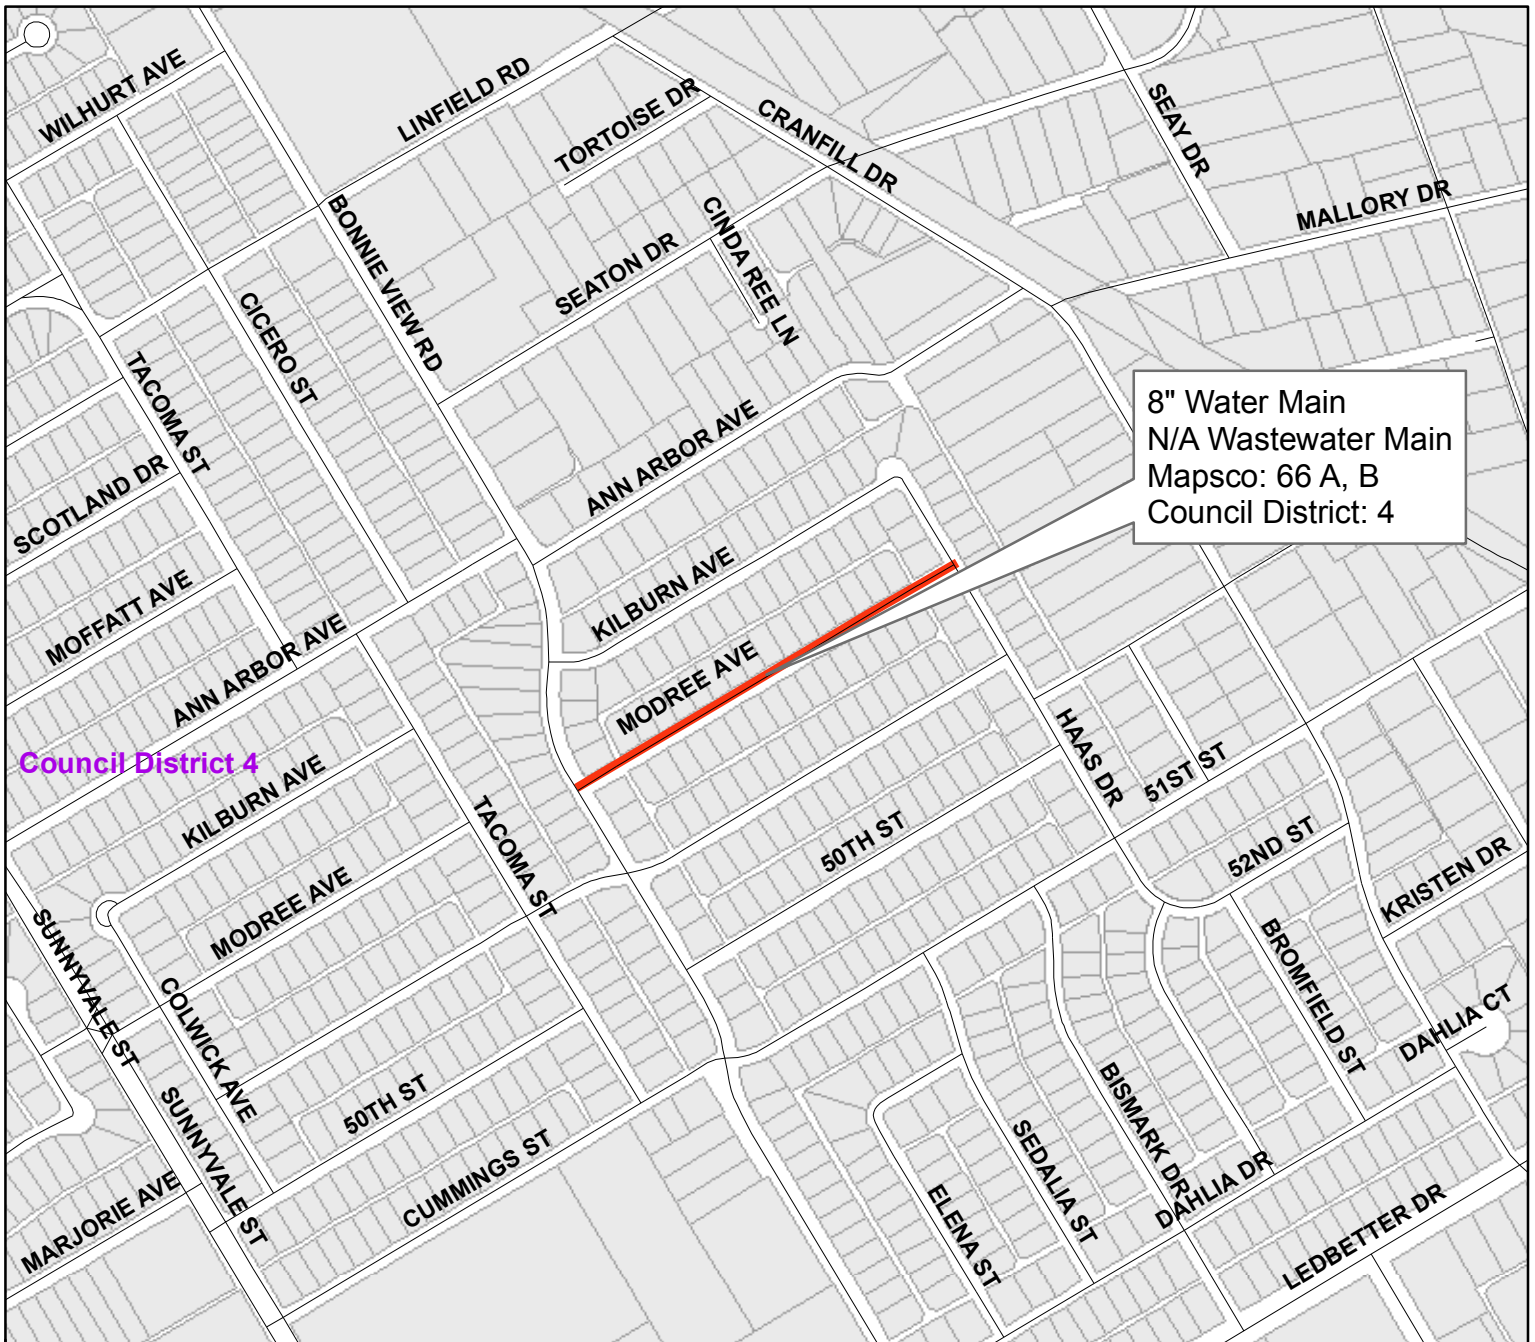 WILHURT AVE
LINFIELD RD
TORTOISE DR
CRANFILL DR
SEAY DR
MALLORY DR
BONNIE VIEW RD
CINDA REE LN
SEATON DR
CICERO ST
TACOMA ST
SCOTLAND DR
ANN ARBOR AVE
8" Water Main
N/A Wastewater Main
Mapsco: 66 A, B
Council District: 4
MOFFATT AVE
KILBURN AVE
ANN ARBOR AVE
MODREE AVE
Council District 4
KILBURN AVE
HAAS DR
51ST ST
TACOMA ST
50TH ST
52ND ST
KRISTEN DR
MODREE AVE
SUNNYVALE ST
COLWICK AVE
BROMFIELD ST
DAHLIA CT
50TH ST
SUNNYVALE ST
CUMMINGS ST
MARJORIE AVE
BISMARK DR
SEDALIA ST
ELENA ST
DAHLIA DR
LEDBETTER DR